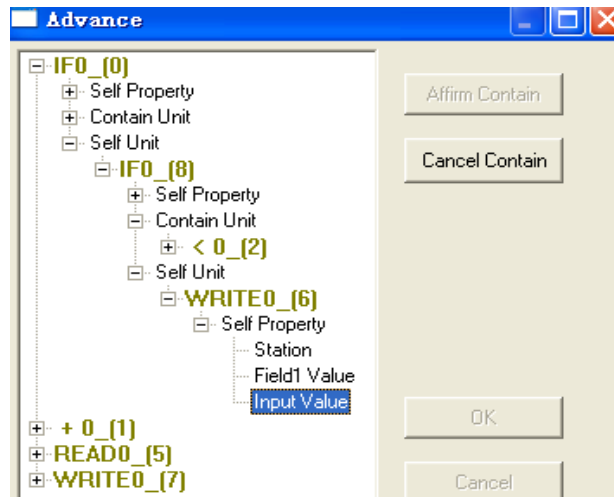 Advance
IF0_(0)
Self Property
Contain Unit
Self Unit
IF0_(8)
Self Property
Contain Unit
< 0_(2)
Self Unit
WRITE0_(6)
Self Property
Station
Field1 Value
Input Value
+ 0_(1)
READ0_(5)
WRITE0_(7)
Affirm Contain
Cancel Contain
OK
Cancel